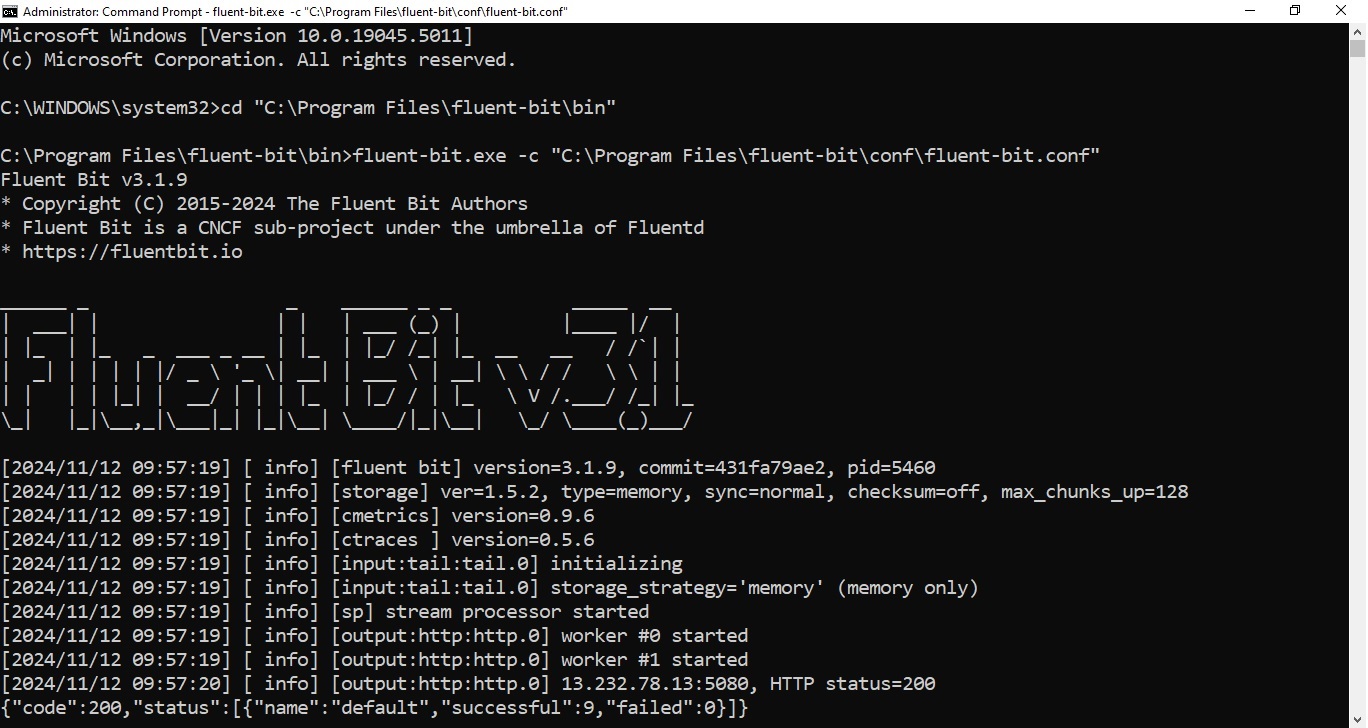 Administrator: Command Prompt - fluent-bit.exe  -c "C:\Program Files\fluent-bit\conf\fluent-bit.conf"
Microsoft Windows [Version 10.0.19045.5011]
(c) Microsoft Corporation. All rights reserved.
C:\WINDOWS\system32>cd "C:\Program Files\fluent-bit\bin"
C:\Program Files\fluent-bit\bin>fluent-bit.exe -c "C:\Program Files\fluent-bit\conf\fluent-bit.conf"
Fluent Bit v3.1.9
* Copyright (C) 2015-2024 The Fluent Bit Authors
* Fluent Bit is a CNCF sub-project under the umbrella of Fluentd
* https://fluentbit.io
Fluent Bit v3.1
[2024/11/12 09:57:19] [ info] [fluent bit] version=3.1.9, commit=431fa79ae2, pid=5460
[2024/11/12 09:57:19] [ info] [storage] ver=1.5.2, type=memory, sync=normal, checksum=off, max_chunks_up=128
[2024/11/12 09:57:19] [ info] [cmetrics] version=0.9.6
[2024/11/12 09:57:19] [ info] [ctraces ] version=0.5.6
[2024/11/12 09:57:19] [ info] [input:tail:tail.0] initializing
[2024/11/12 09:57:19] [ info] [input:tail:tail.0] storage_strategy='memory' (memory only)
[2024/11/12 09:57:19] [ info] [sp] stream processor started
[2024/11/12 09:57:19] [ info] [output:http:http.0] worker #0 started
[2024/11/12 09:57:19] [ info] [output:http:http.0] worker #1 started
[2024/11/12 09:57:20] [ info] [output:http:http.0] 13.232.78.13:5080, HTTP status=200
{"code":200,"status":[{"name":"default","successful":9,"failed":0}]}